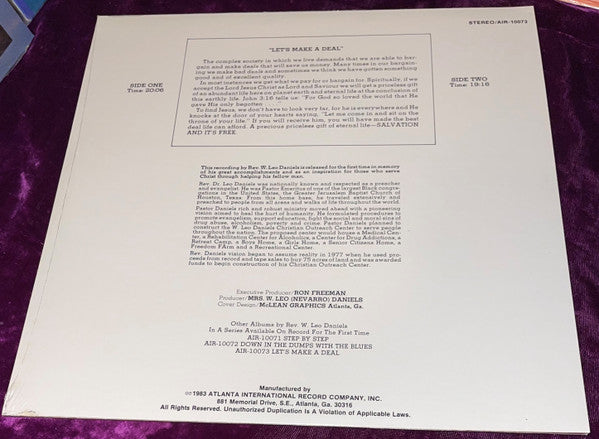 STEREO/AIR-10073
"LET'S MAKE A DEAL"
The complex society in which we live demands that we are able to bar-
gain and make deals that will save us money. Many times in our bargain-
ing we make bad deals and sometimes we think we have gotten something
good and of excellent quality.
In most instances we get what we pay for or bargain for. Spiritually, if we
accept the Lord Jesus Christ as Lord and Saviour we will get a priceless gift
of an abundant life here on planet earth and eternal life at the conclusion of
this earthly life. John 3:16 tells us "For God so loved the world that He
gave His only begotten
To find Jesus, we don't have to look very far, for he is everywhere and He
knocks at the door of your hearts saying, "Let me come in and sit on the
throne of your life." If you will receive him, you will have made the best
deal life can afford. A precious priceless gift of eternal life—SALVATION
AND IT'S FREE.
SIDE ONE
Time: 20:06
SIDE TWO
Time: 19:16
This recording by Rev. W. Leo Daniels is released for the first time in memory
of his great accomplishments and as an inspiration for those who serve
Christ through helping his fellow man.
Rev. Dr. Leo Daniels was nationally known and respected as a preacher
and evangelist. He was Pastor Emeritus of one of the largest Black congre-
gations in the United States, the Greater Jerusalem Baptist Church of
Houston, Texas. From this home base, he traveled extensively and
preached to people from all areas and walks of life throughout the world.
Pastor Daniels rich and robust ministry moved ahead with a pioneering
vision aimed to heal the hurt of humanity. He formulated procedures to
promote evangelism, support education, fight the social and moral sins of
drug abuse, alcoholism, poverty and crime. Pastor Daniels planned to
construct the W. Leo Daniels Christian Outreach Center to serve people
throughout the nation. The proposed center would house a Medical Cen-
ter, a Rehabilitation Center for Alcoholics, a Center for Drug Addictions, a
Retreat Camp, a Boys Home, a Girls Home, a Senior Citizens Home, a
Freedom FArm and a Recreational Center.
Rev. Daniels vision began to assume reality in 1977 when he used pro-
ceeds from record and tape sales to buy 75 acres of land and was awarded
funds to begin construction of his Christian Outreach Center.
Executive Producer/RON FREEMAN
Producer/MRS. W. LEO (NEVARRO) DANIELS
Cover Design/McLEAN GRAPHICS Atlanta, Ga.
Other Albums by Rev. W. Leo Daniels
In A Series Available On Record For The First Time
AIR-10071 STEP BY STEP
AIR-10072 DOWN IN THE DUMPS WITH THE BLUES
AIR-10073 LET'S MAKE A DEAL
Manufactured by
©℗1983 ATLANTA INTERNATIONAL RECORD COMPANY, INC.
881 Memorial Drive, S.E., Atlanta, Ga. 30316
All Rights Reserved. Unauthorized Duplication Is A Violation of Applicable Laws.